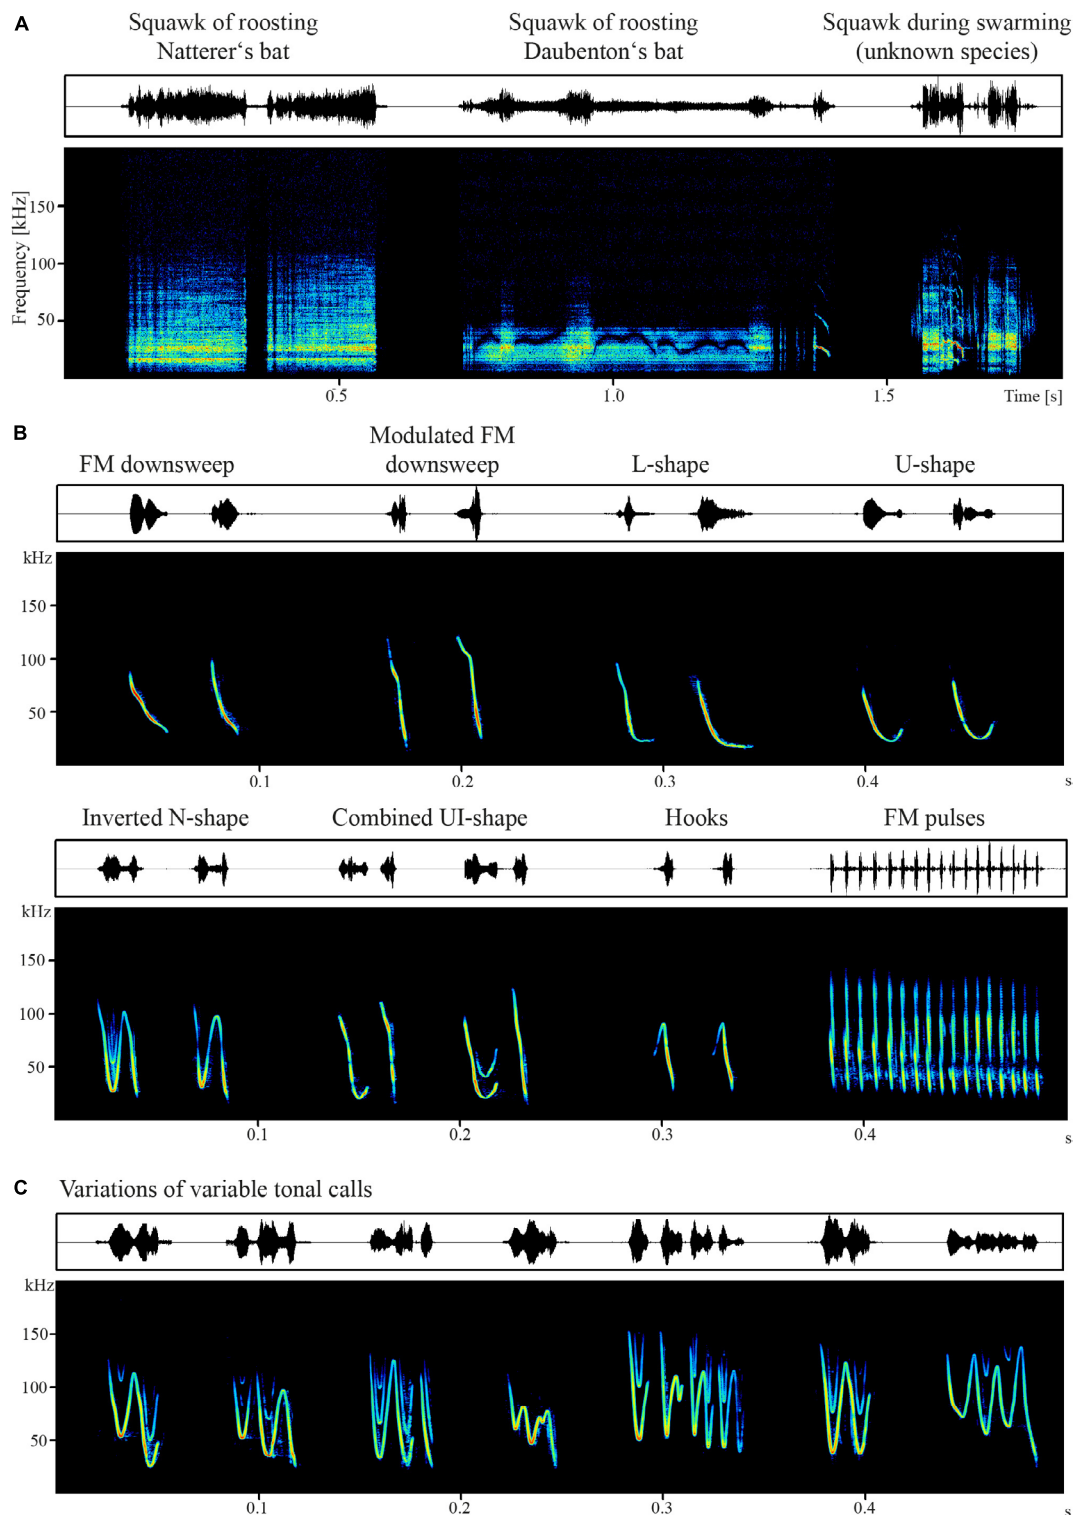 A
Squawk of roosting
Natterer‘s bat
Squawk of roosting
Daubenton‘s bat
Squawk during swarming
(unknown species)
Frequency [kHz]
150
100
50
0.5
1.0
1.5
Time [s]
B
FM downsweep
Modulated FM
downsweep
L-shape
U-shape
kHz
150
100
50
0.1
0.2
0.3
0.4
s
Inverted N-shape
Combined UI-shape
Hooks
FM pulses
kHz
150
100
50
0.1
0.2
0.3
0.4
s
C
Variations of variable tonal calls
kHz
150
100
50
0.1
0.2
0.3
0.4
s